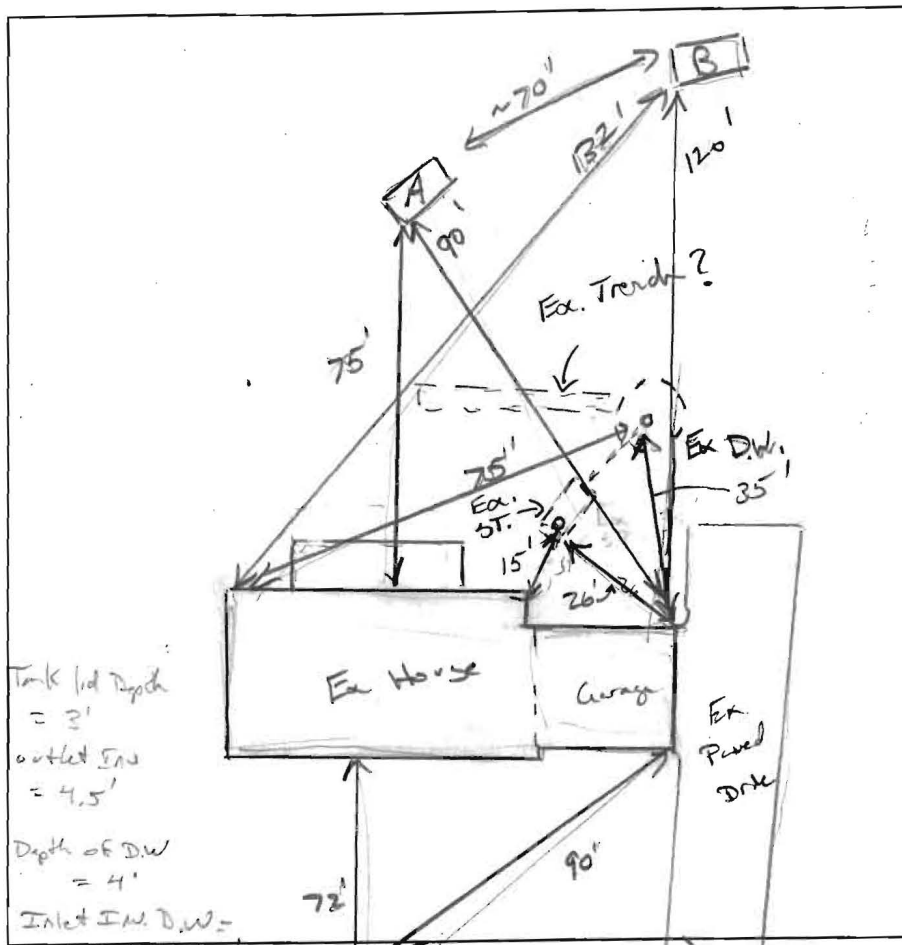 B
~70'
132'
120'
A
90'
Ex. Trench ?
75'
75'
Ex D.W.
35'
Ex.
ST.
15'
26'
Tank lid Depth
= 3'
outlet Inv
= 4.5'
Depth of D.W
= 4'
Inlet Inv. D.W =
Ex House
Garage
Ex.
Paved
Drive
72'
90'